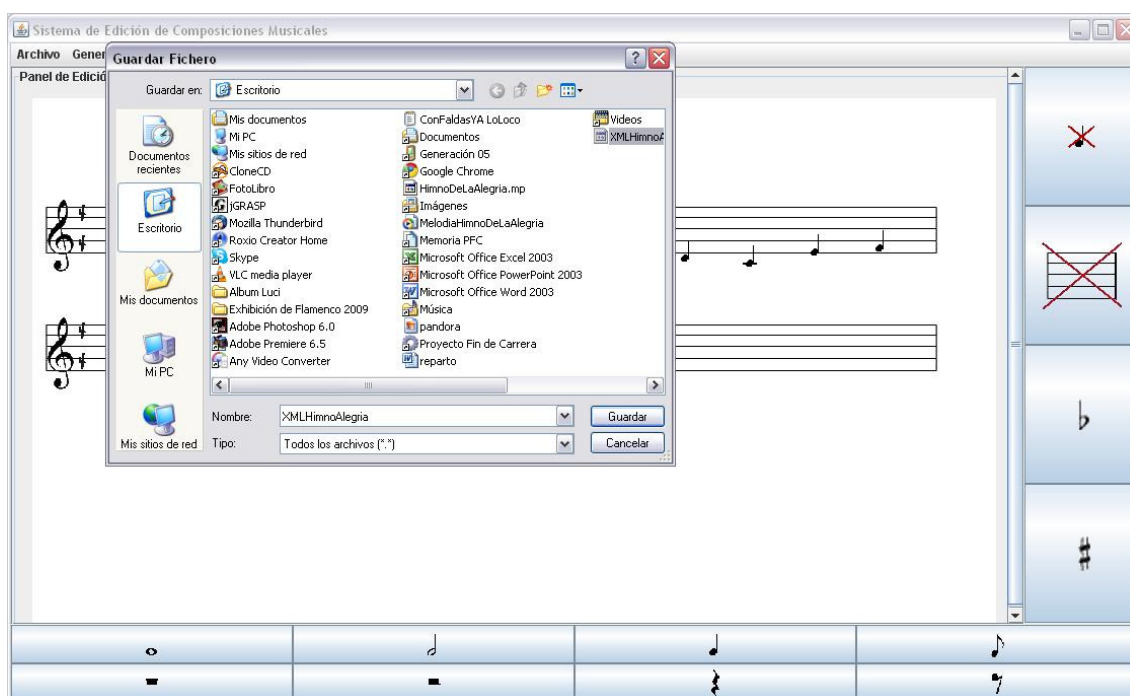 Sistema de Edición de Composiciones Musicales
Archivo Gener
Guardar Fichero
Panel de Edició
Guardar en: Escritorio
Documentos recientes
Escritorio
Mis documentos
Mi PC
Mis sitios de red
Mis documentos
Mi PC
Mis sitios de red
CloneCD
FotoLibro
jGRASP
Mozilla Thunderbird
Roxio Creator Home
Skype
VLC media player
Album Luci
Exhibición de Flamenco 2009
Adobe Photoshop 6.0
Adobe Premiere 6.5
Any Video Converter
ConFaldasYA LoLoco
Documentos
Generación 05
Google Chrome
HimnoDeLaAlegria.mp
Imágenes
MelodiaHimnoDeLaAlegria
Memoria PFC
Microsoft Office Excel 2003
Microsoft Office PowerPoint 2003
Microsoft Office Word 2003
Música
pandora
Proyecto Fin de Carrera
reparto
Videos
XMLHimnoA
Nombre: XMLHimnoAlegria
Guardar
Tipo: Todos los archivos (*.*)
Cancelar